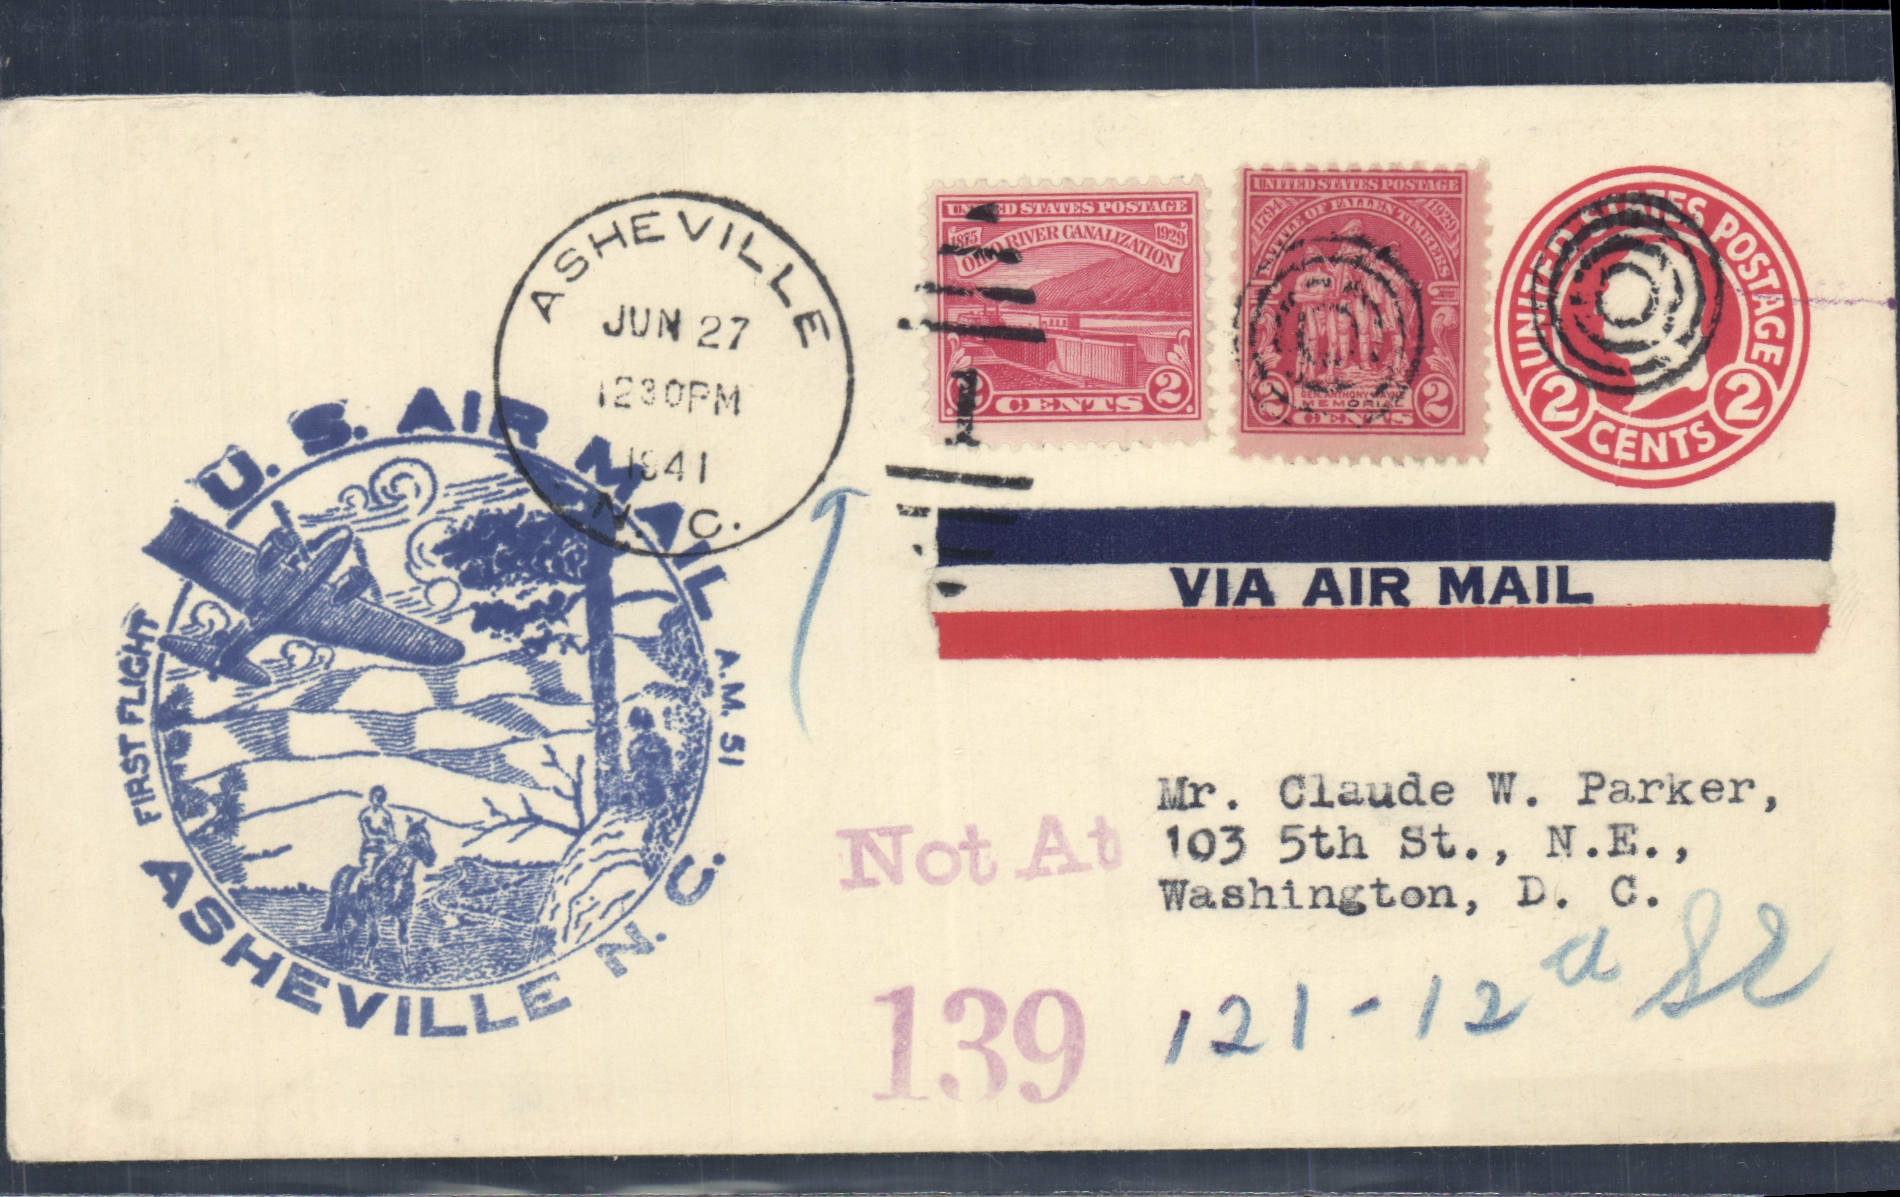 UNITED STATES POSTAGE
1875 1929
OHIO RIVER CANALIZATION
2 CENTS 2
UNITED STATES POSTAGE
1794 1929
BATTLE OF FALLEN TIMBERS
GEN. ANTHONY WAYNE
MEMORIAL
2 CENTS 2
UNITED STATES POSTAGE
2 CENTS 2
ASHEVILLE
JUN 27
1230PM
1941
N. C.
U. S. AIR MAIL
FIRST FLIGHT
A.M. 51
ASHEVILLE N. C.
VIA AIR MAIL
Mr. Claude W. Parker,
103 5th St., N.E.,
Washington, D. C.
Not At
139
121-12